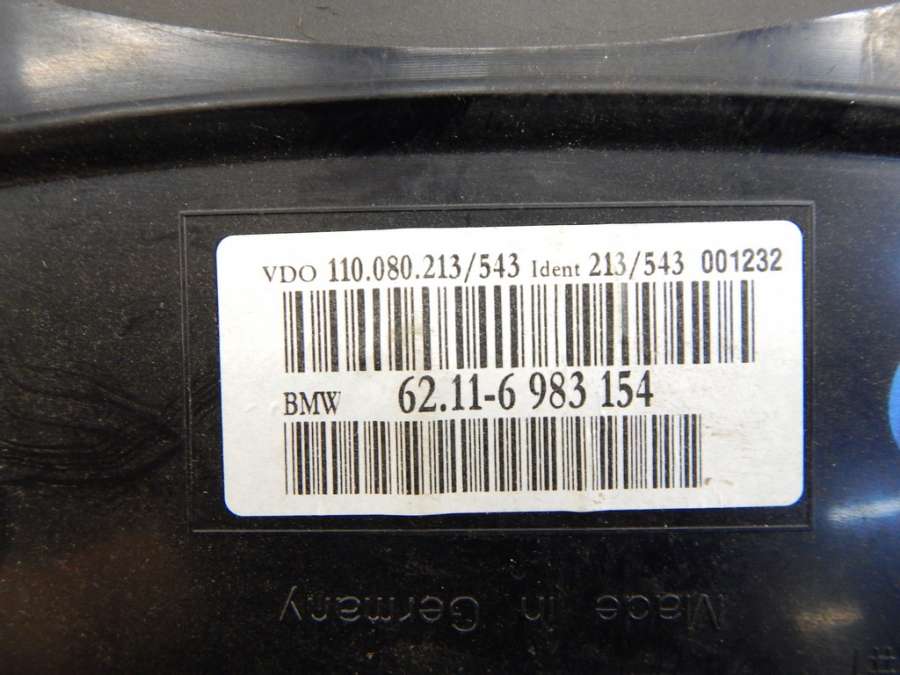 VDO 110.080.213/543 Ident 213/543 001232
BMW 62.11-6 983 154
Made in Germany